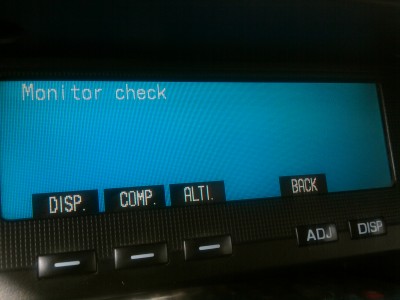 Monitor check
DISP. COMP. ALTI. BACK
ADJ DISP